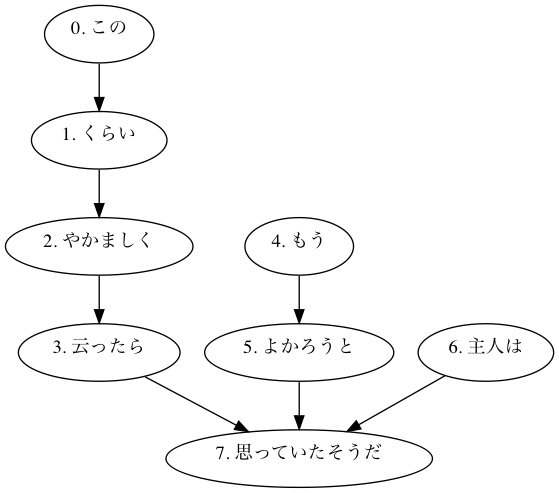 0. この
1. くらい
2. やかましく
4. もう
3. 云ったら
5. よかろうと
6. 主人は
7. 思っていたそうだ